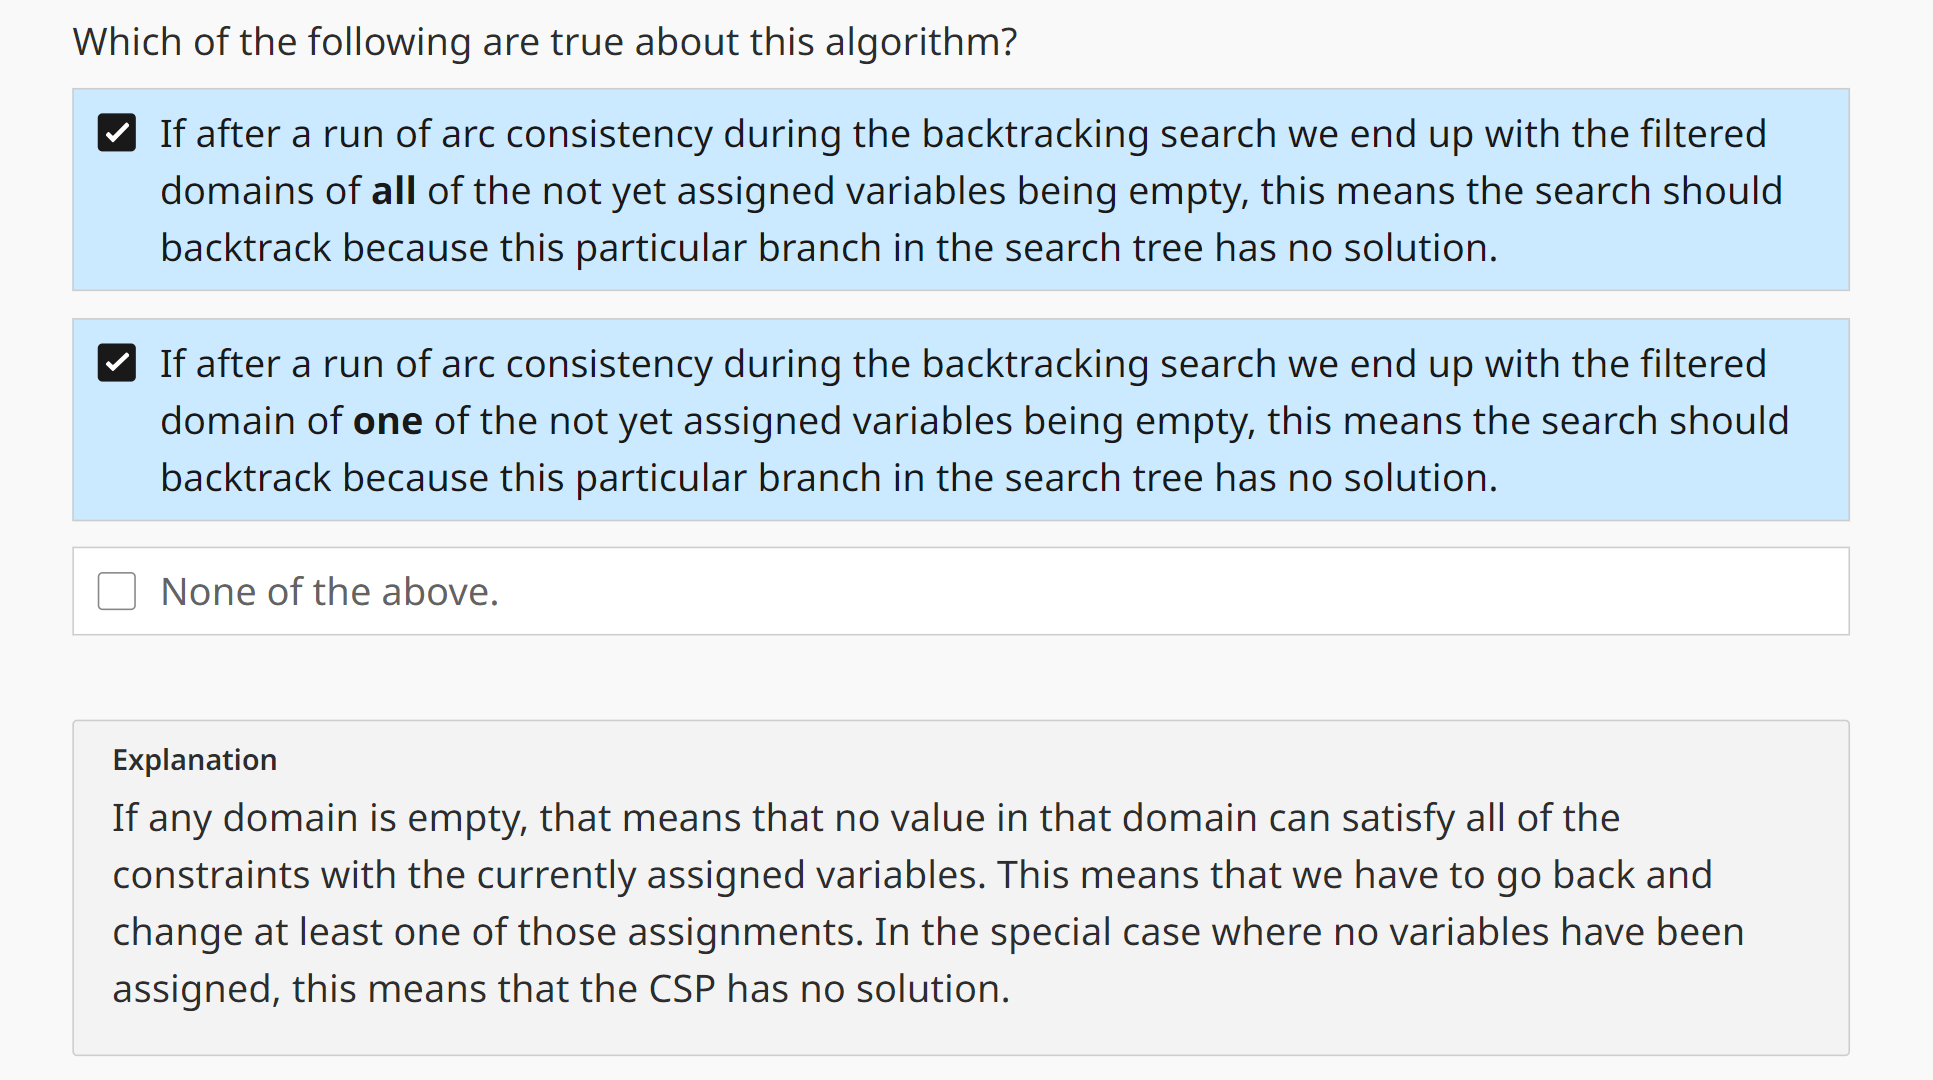 Which of the following are true about this algorithm?
If after a run of arc consistency during the backtracking search we end up with the filtered
domains of all of the not yet assigned variables being empty, this means the search should
backtrack because this particular branch in the search tree has no solution.
If after a run of arc consistency during the backtracking search we end up with the filtered
domain of one of the not yet assigned variables being empty, this means the search should
backtrack because this particular branch in the search tree has no solution.
None of the above.
Explanation
If any domain is empty, that means that no value in that domain can satisfy all of the
constraints with the currently assigned variables. This means that we have to go back and
change at least one of those assignments. In the special case where no variables have been
assigned, this means that the CSP has no solution.